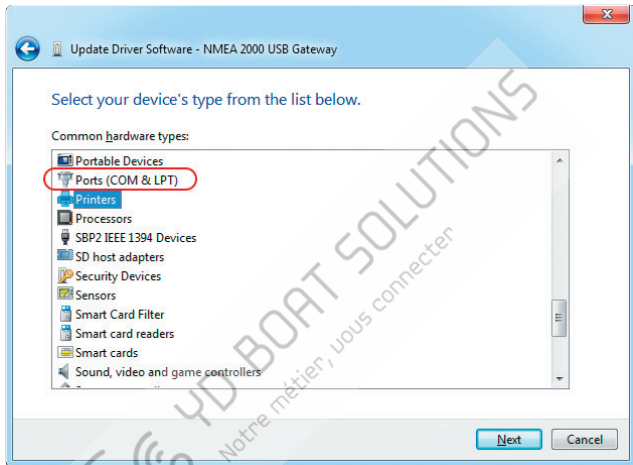 Update Driver Software - NMEA 2000 USB Gateway
Select your device's type from the list below.
Common hardware types:
Portable Devices
Ports (COM & LPT)
Printers
Processors
SBP2 IEEE 1394 Devices
SD host adapters
Security Devices
Sensors
Smart Card Filter
Smart card readers
Smart cards
Sound, video and game controllers
Next
Cancel
YD BOAT SOLUTIONS
Notre métier, vous connecter